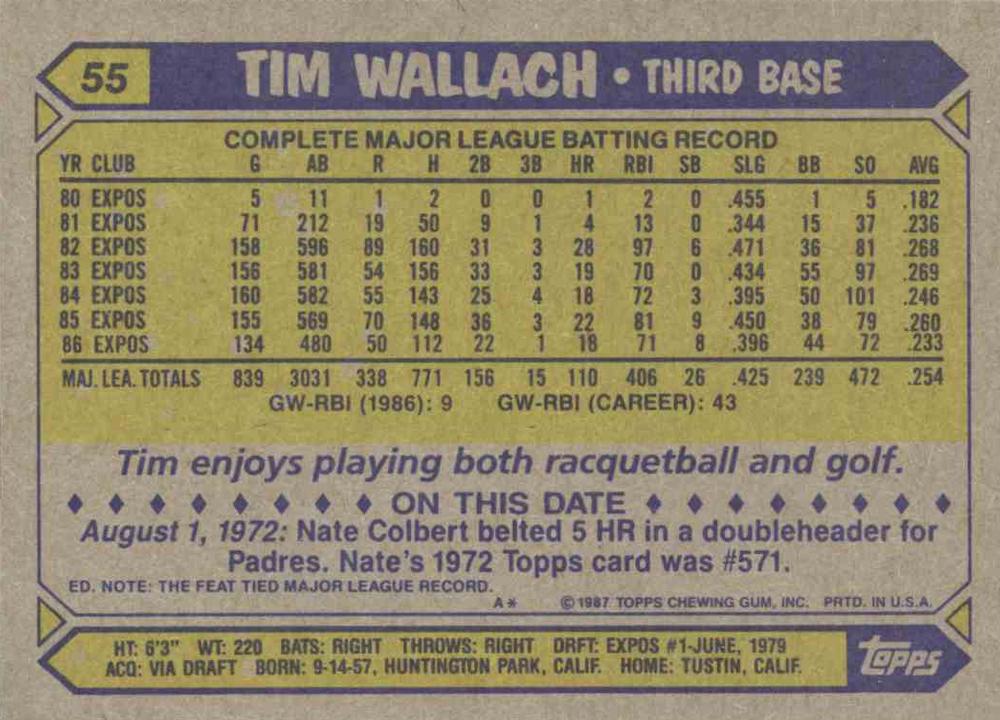 55 TIM WALLACH • THIRD BASE
COMPLETE MAJOR LEAGUE BATTING RECORD
YR CLUB G AB R H 2B 3B HR RBI SB SLG BB SO AVG
80 EXPOS 5 11 1 2 0 0 1 2 0 .455 1 5 .182
81 EXPOS 71 212 19 50 9 1 4 13 0 .344 15 37 .236
82 EXPOS 158 596 89 160 31 3 28 97 6 .471 36 81 .268
83 EXPOS 156 581 54 156 33 3 19 70 0 .434 55 97 .269
84 EXPOS 160 582 55 143 25 4 18 72 3 .395 50 101 .246
85 EXPOS 155 569 70 148 36 3 22 81 9 .450 38 79 .260
86 EXPOS 134 480 50 112 22 1 18 71 8 .396 44 72 .233
MAJ. LEA. TOTALS 839 3031 338 771 156 15 110 406 26 .425 239 472 .254
GW-RBI (1986): 9 GW-RBI (CAREER): 43
Tim enjoys playing both racquetball and golf.
♦ ♦ ♦ ♦ ♦ ♦ ♦ ♦ ON THIS DATE ♦ ♦ ♦ ♦ ♦ ♦ ♦ ♦
August 1, 1972: Nate Colbert belted 5 HR in a doubleheader for
Padres. Nate's 1972 Topps card was #571.
ED. NOTE: THE FEAT TIED MAJOR LEAGUE RECORD.
A* © 1987 TOPPS CHEWING GUM, INC. PRTD. IN U.S.A.
HT: 6'3" WT: 220 BATS: RIGHT THROWS: RIGHT DRFT: EXPOS #1-JUNE, 1979
ACQ: VIA DRAFT BORN: 9-14-57, HUNTINGTON PARK, CALIF. HOME: TUSTIN, CALIF.
topps